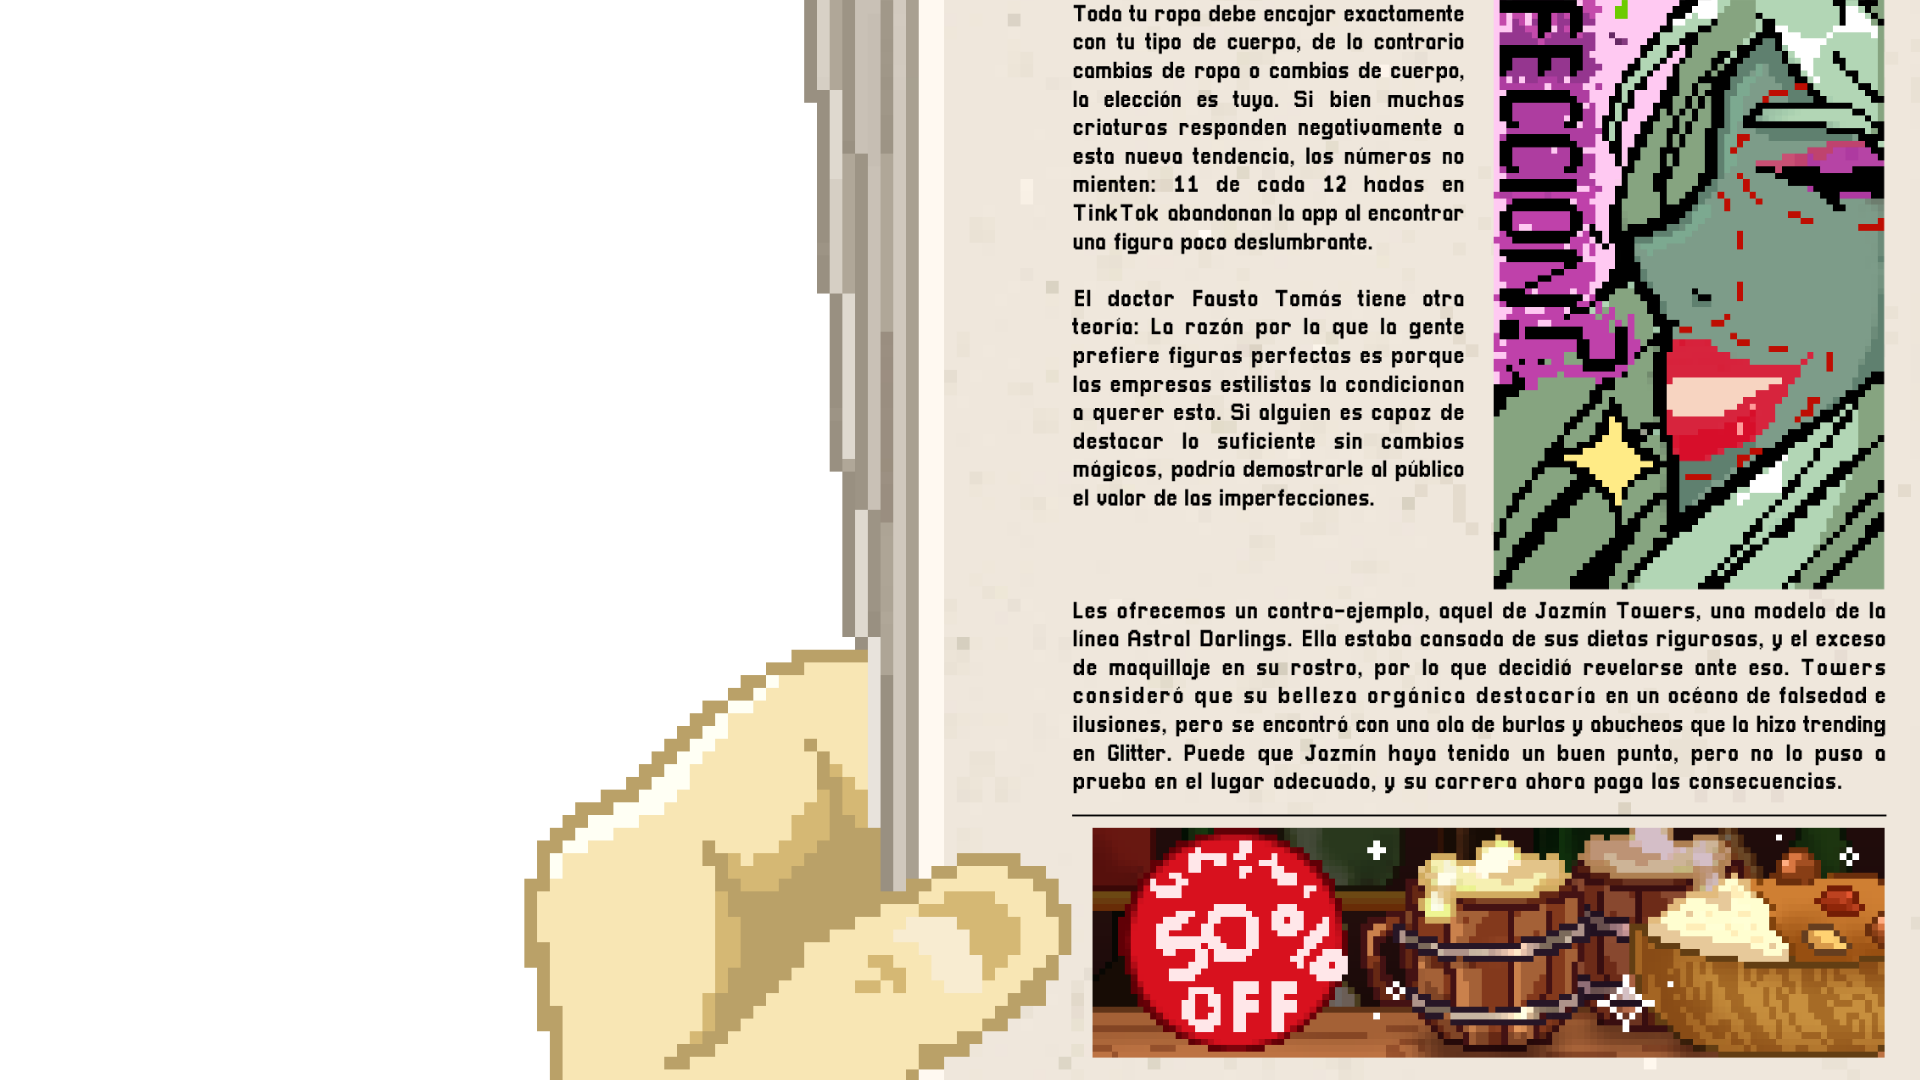 Toda tu ropa debe encajar exactamente
con tu tipo de cuerpo, de lo contrario
cambias de ropa o cambias de cuerpo,
la elección es tuya. Si bien muchas
criaturas responden negativamente a
esta nueva tendencia, los números no
mienten: 11 de cada 12 hadas en
TinkTok abandonan la app al encontrar
una figura poco deslumbrante.
El doctor Fausto Tomás tiene otra
teoría: La razón por la que la gente
prefiere figuras perfectas es porque
las empresas estilistas la condicionan
a querer esto. Si alguien es capaz de
destacar lo suficiente sin cambios
mágicos, podría demostrarle al público
el valor de las imperfecciones.
ECCION?
Les ofrecemos un contra-ejemplo, aquel de Jazmín Towers, una modelo de la
línea Astral Darlings. Ella estaba cansada de sus dietas rigurosas, y el exceso
de maquillaje en su rostro, por lo que decidió revelarse ante eso. Towers
consideró que su belleza orgánica destacaría en un océano de falsedad e
ilusiones, pero se encontró con una ola de burlas y abucheos que la hizo trending
en Glitter. Puede que Jazmín haya tenido un buen punto, pero no lo puso a
prueba en el lugar adecuado, y su carrera ahora paga las consecuencias.
50%
OFF